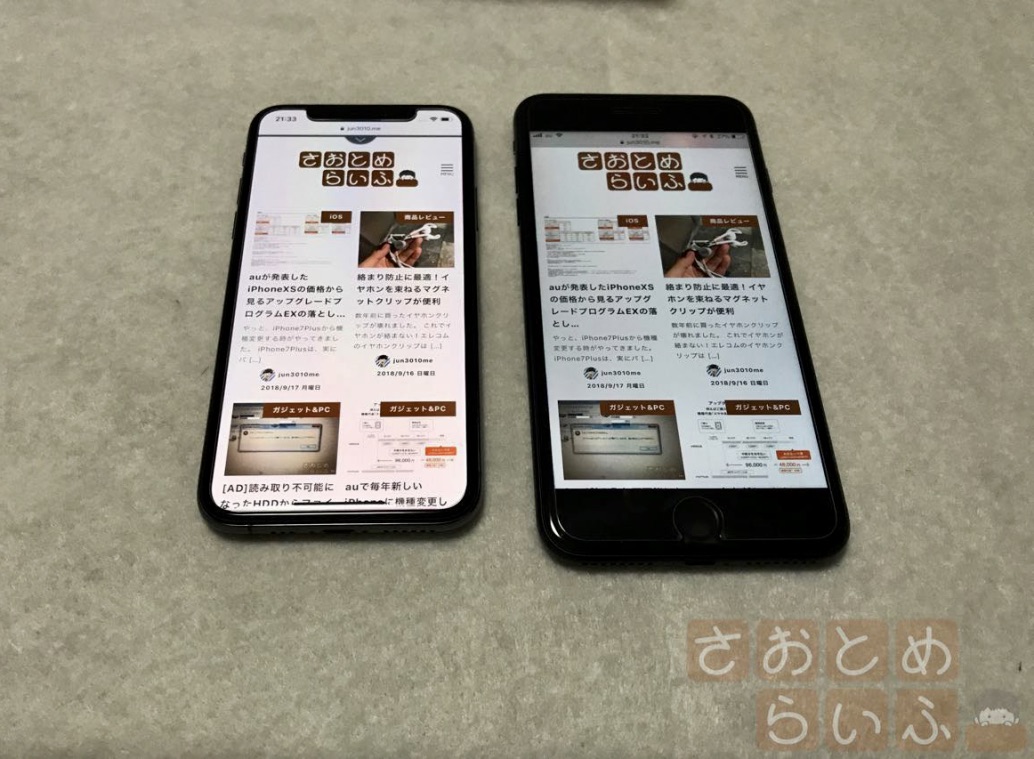 21:33
jun3010.me
さおとめ
らいふ
MENU
iOS
商品レビュー
auが発表した
iPhoneXSの価格から
見るアップグレードプ
ログラムEXの落とし...
やっと、iPhone7Plusから機
種変更する時がやってきまし
た。 iPhone7Plusは、実に
パ [...]
jun3010me
2018/9/17 月曜日
絡まり防止に最適！イ
ヤホンを束ねるマグネ
ットクリップが便利
数年前に買ったイヤホンクリ
ップが壊れました。 これでイ
ヤホンが絡まない！エレコム
のイヤホンクリップは [...]
jun3010me
2018/9/16 日曜日
ガジェット&PC
ガジェット&PC
[AD]読み取り不可能に
なったHDDからファイ
auで毎年新しい
iPhoneに機種変更し
21:33
jun3010.me
さおとめ
らいふ
MENU
iOS
商品レビュー
auが発表したiPhoneXS
の価格から見るアップグ
レードプログラムEXの落
とし...
やっと、iPhone7Plusから機種
変更する時がやってきました。
iPhone7Plusは、実にパ [...]
jun3010me
2018/9/17 月曜日
絡まり防止に最適！イヤ
ホンを束ねるマグネット
クリップが便利
数年前に買ったイヤホンクリップ
が壊れました。 これでイヤホンが
絡まない！エレコムのイヤホンク
リップは [...]
jun3010me
2018/9/16 日曜日
ガジェット&PC
ガジェット&PC
96,000円
48,000円
さおとめ
らいふ